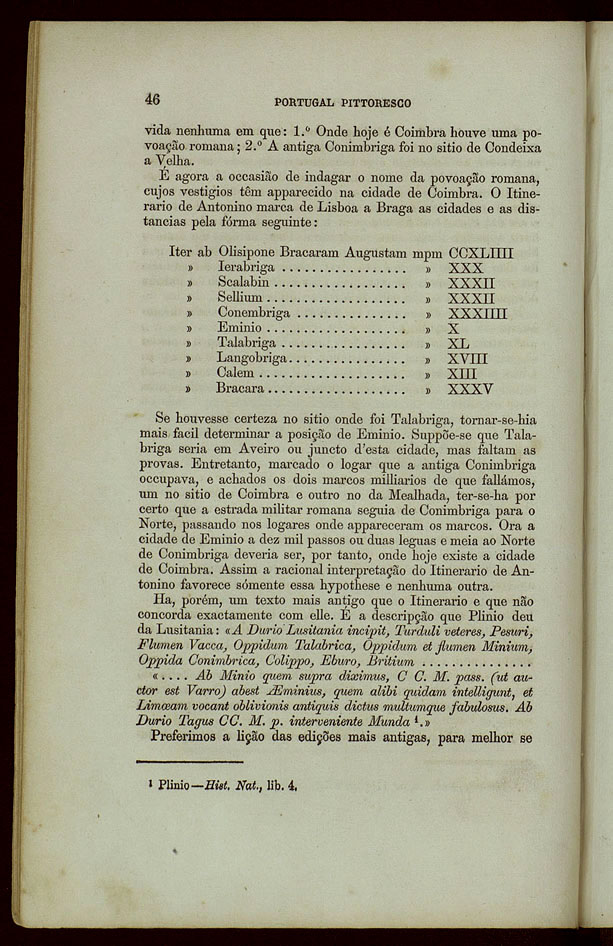 46 PORTUGAL PITTORESCO
vida nenhuma em que: 1.º Onde hoje é Coimbra houve uma po-
voação romana; 2.º A antiga Conimbriga foi no sitio de Condeixa
a Velha.
É agora a occasião de indagar o nome da povoação romana,
cujos vestigios têm apparecido na cidade de Coimbra. O Itine-
rario de Antonino marca de Lisboa a Braga as cidades e as dis-
tancias pela fórma seguinte:
Iter ab Olisipone Bracaram Augustam mpm CCXLIIII
» Ierabriga ................. » XXX
» Scalabin .................. » XXXII
» Sellium ................... » XXXII
» Conembriga ............... » XXXIIII
» Eminio ................... » X
» Talabriga ................. » XL
» Langobriga................ » XVIII
» Calem .................... » XIII
» Bracara................... » XXXV
Se houvesse certeza no sitio onde foi Talabriga, tornar-se-hia
mais facil determinar a posição de Eminio. Suppõe-se que Tala-
briga seria em Aveiro ou juncto d'esta cidade, mas faltam as
provas. Entretanto, marcado o logar que a antiga Conimbriga
occupava, e achados os dois marcos milliarios de que fallámos,
um no sitio de Coimbra e outro no da Mealhada, ter-se-ha por
certo que a estrada militar romana seguia de Conimbriga para o
Norte, passando nos logares onde appareceram os marcos. Ora a
cidade de Eminio a dez mil passos ou duas leguas e meia ao Norte
de Conimbriga deveria ser, por tanto, onde hoje existe a cidade
de Coimbra. Assim a racional interpretação do Itinerario de An-
tonino favorece sómente essa hypothese e nenhuma outra.
Ha, porém, um texto mais antigo que o Itinerario e que não
concorda exactamente com elle. É a descripção que Plinio deu
da Lusitania: «A Durio Lusitania incipit, Turduli veteres, Pesuri,
Flumen Vacca, Oppidum Talabrica, Oppidum et flumen Minium,
Oppida Conimbrica, Colippo, Eburo, Britium ...............
«.... Ab Minio quem supra diximus, C C. M. pass. (ut au-
ctor est Varro) abest Æminius, quem alibi quidam intelligunt, et
Limœam vocant oblivionis antiquis dictus multumque fabulosus. Ab
Durio Tagus CC. M. p. interveniente Munda 1.»
Preferimos a lição das edições mais antigas, para melhor se
1 Plinio—Hist. Nat., lib. 4.